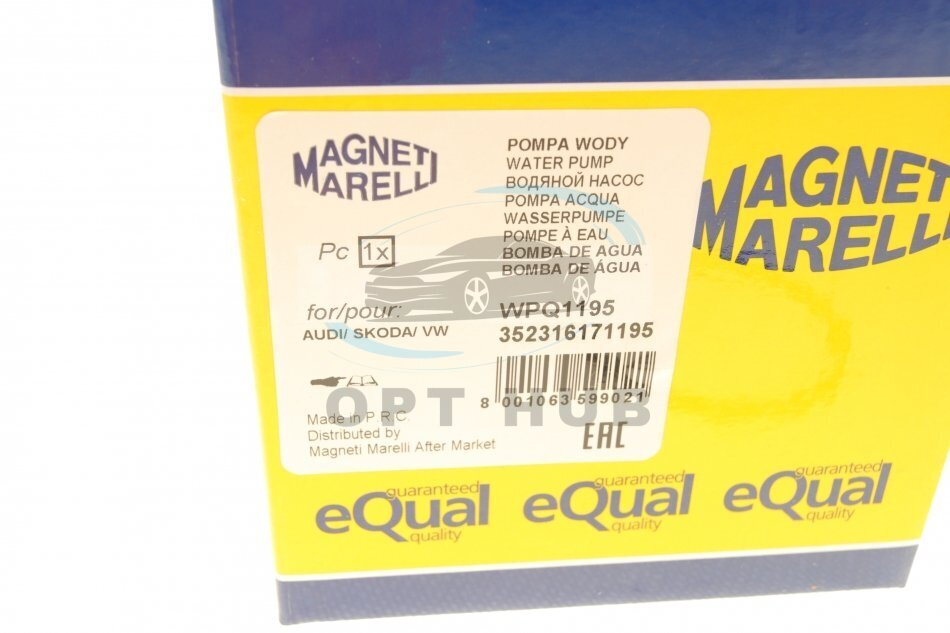 MAGNETI
MARELLI
Pc 1x
for/pour:
AUDI/ SKODA/ VW
POMPA WODY
WATER PUMP
ВОДЯНОЙ НАСОС
POMPA ACQUA
WASSERPUMPE
POMPE À EAU
BOMBA DE AGUA
BOMBA DE ÁGUA
WPQ1195
352316171195
8 001063 599021
OPT HUB
Made in P.R.C.
Distributed by
Magneti Marelli After Market
EAC
MAGNETI
MARELLI
guaranteed
eQual
quality
guaranteed
eQual
quality
guaranteed
eQual
quality